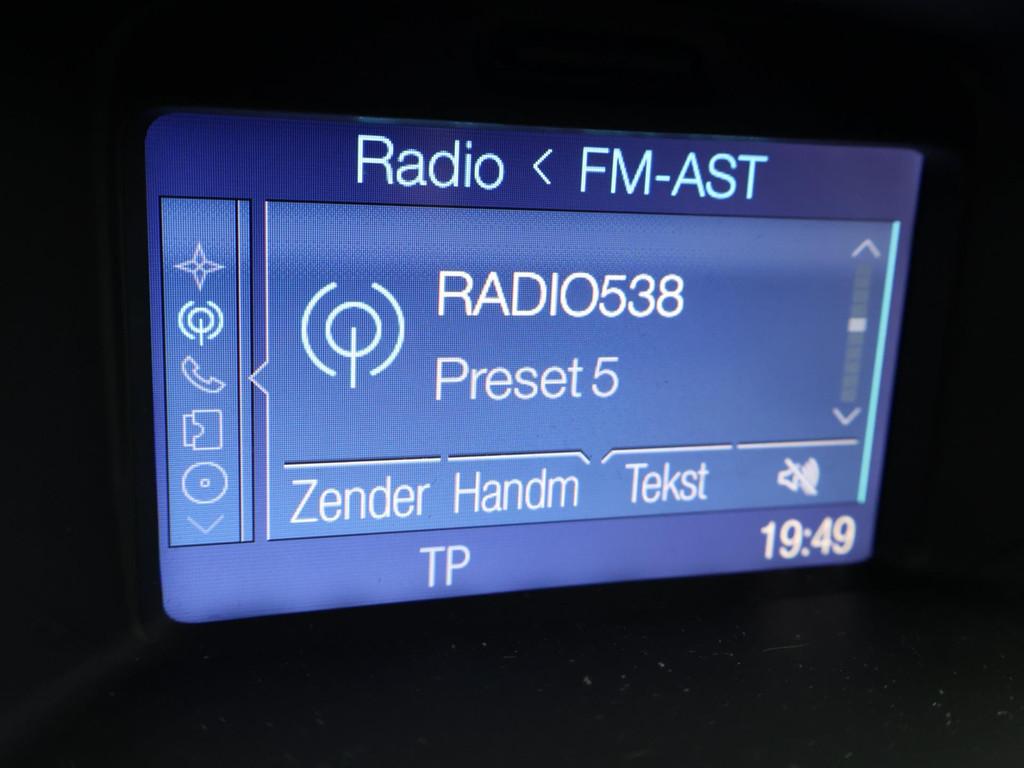 Radio < FM-AST
RADIO538
Preset 5
Zender Handm Tekst
TP 19:49